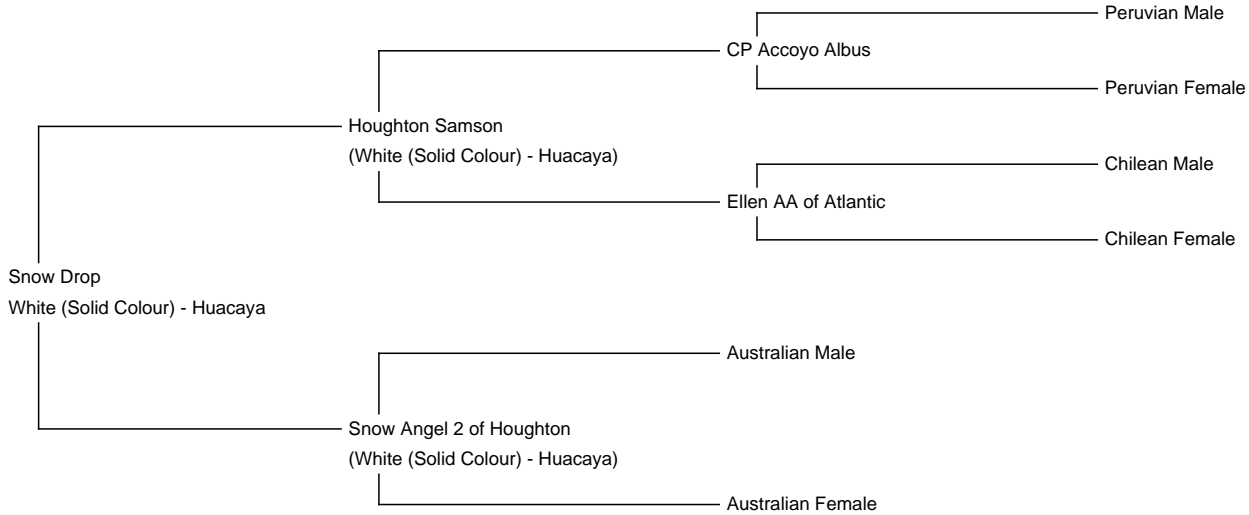 Peruvian Male
CP Accoyo Albus
Peruvian Female
Houghton Samson
(White (Solid Colour) - Huacaya)
Chilean Male
Ellen AA of Atlantic
Chilean Female
Snow Drop
White (Solid Colour) - Huacaya
Australian Male
Snow Angel 2 of Houghton
(White (Solid Colour) - Huacaya)
Australian Female